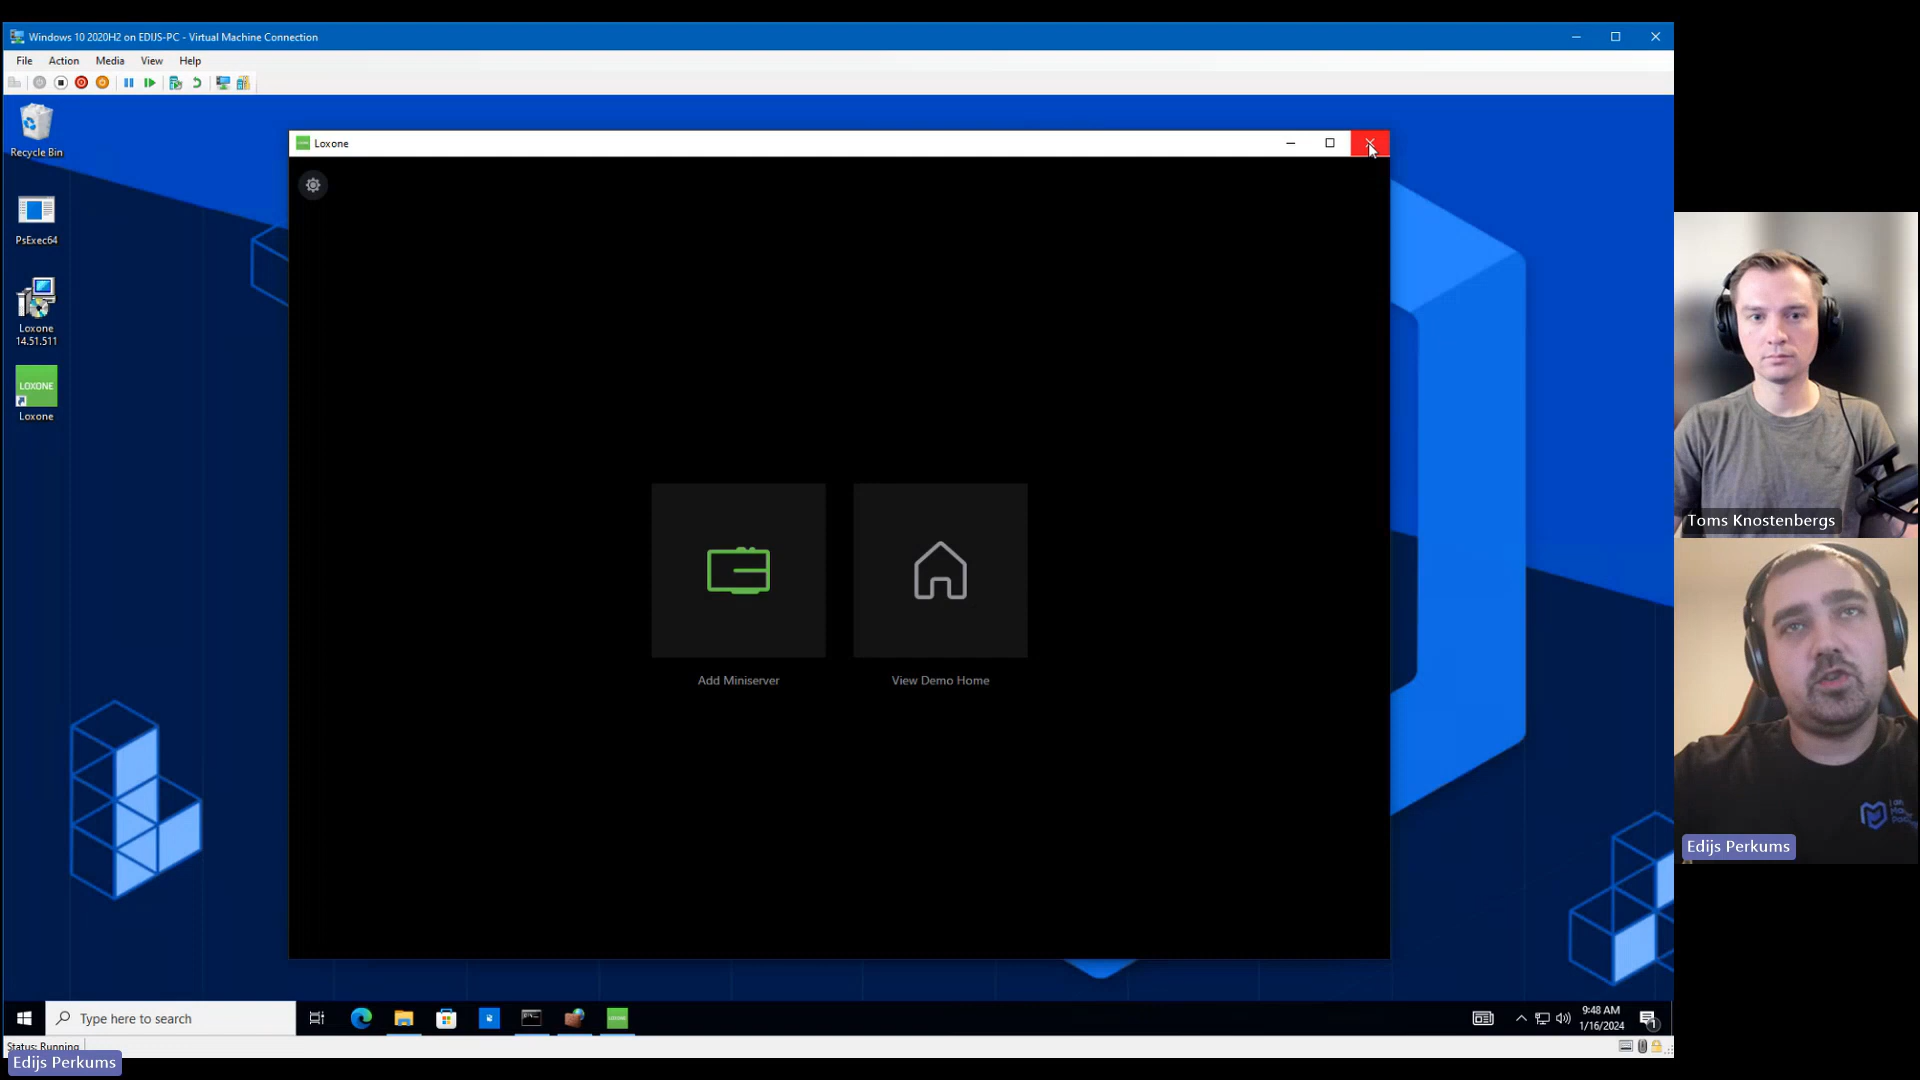 Windows 10 2020H2 on EDIJS-PC - Virtual Machine Connection
File Action Media View Help
Recycle Bin
PsExec64
Loxone
14.51.511
LOXONE
Loxone
Loxone
Add Miniserver
View Demo Home
Toms Knostenbergs
Edijs Perkums
Type here to search
9:48 AM
1/16/2024
1
Status: Running
Edijs Perkums